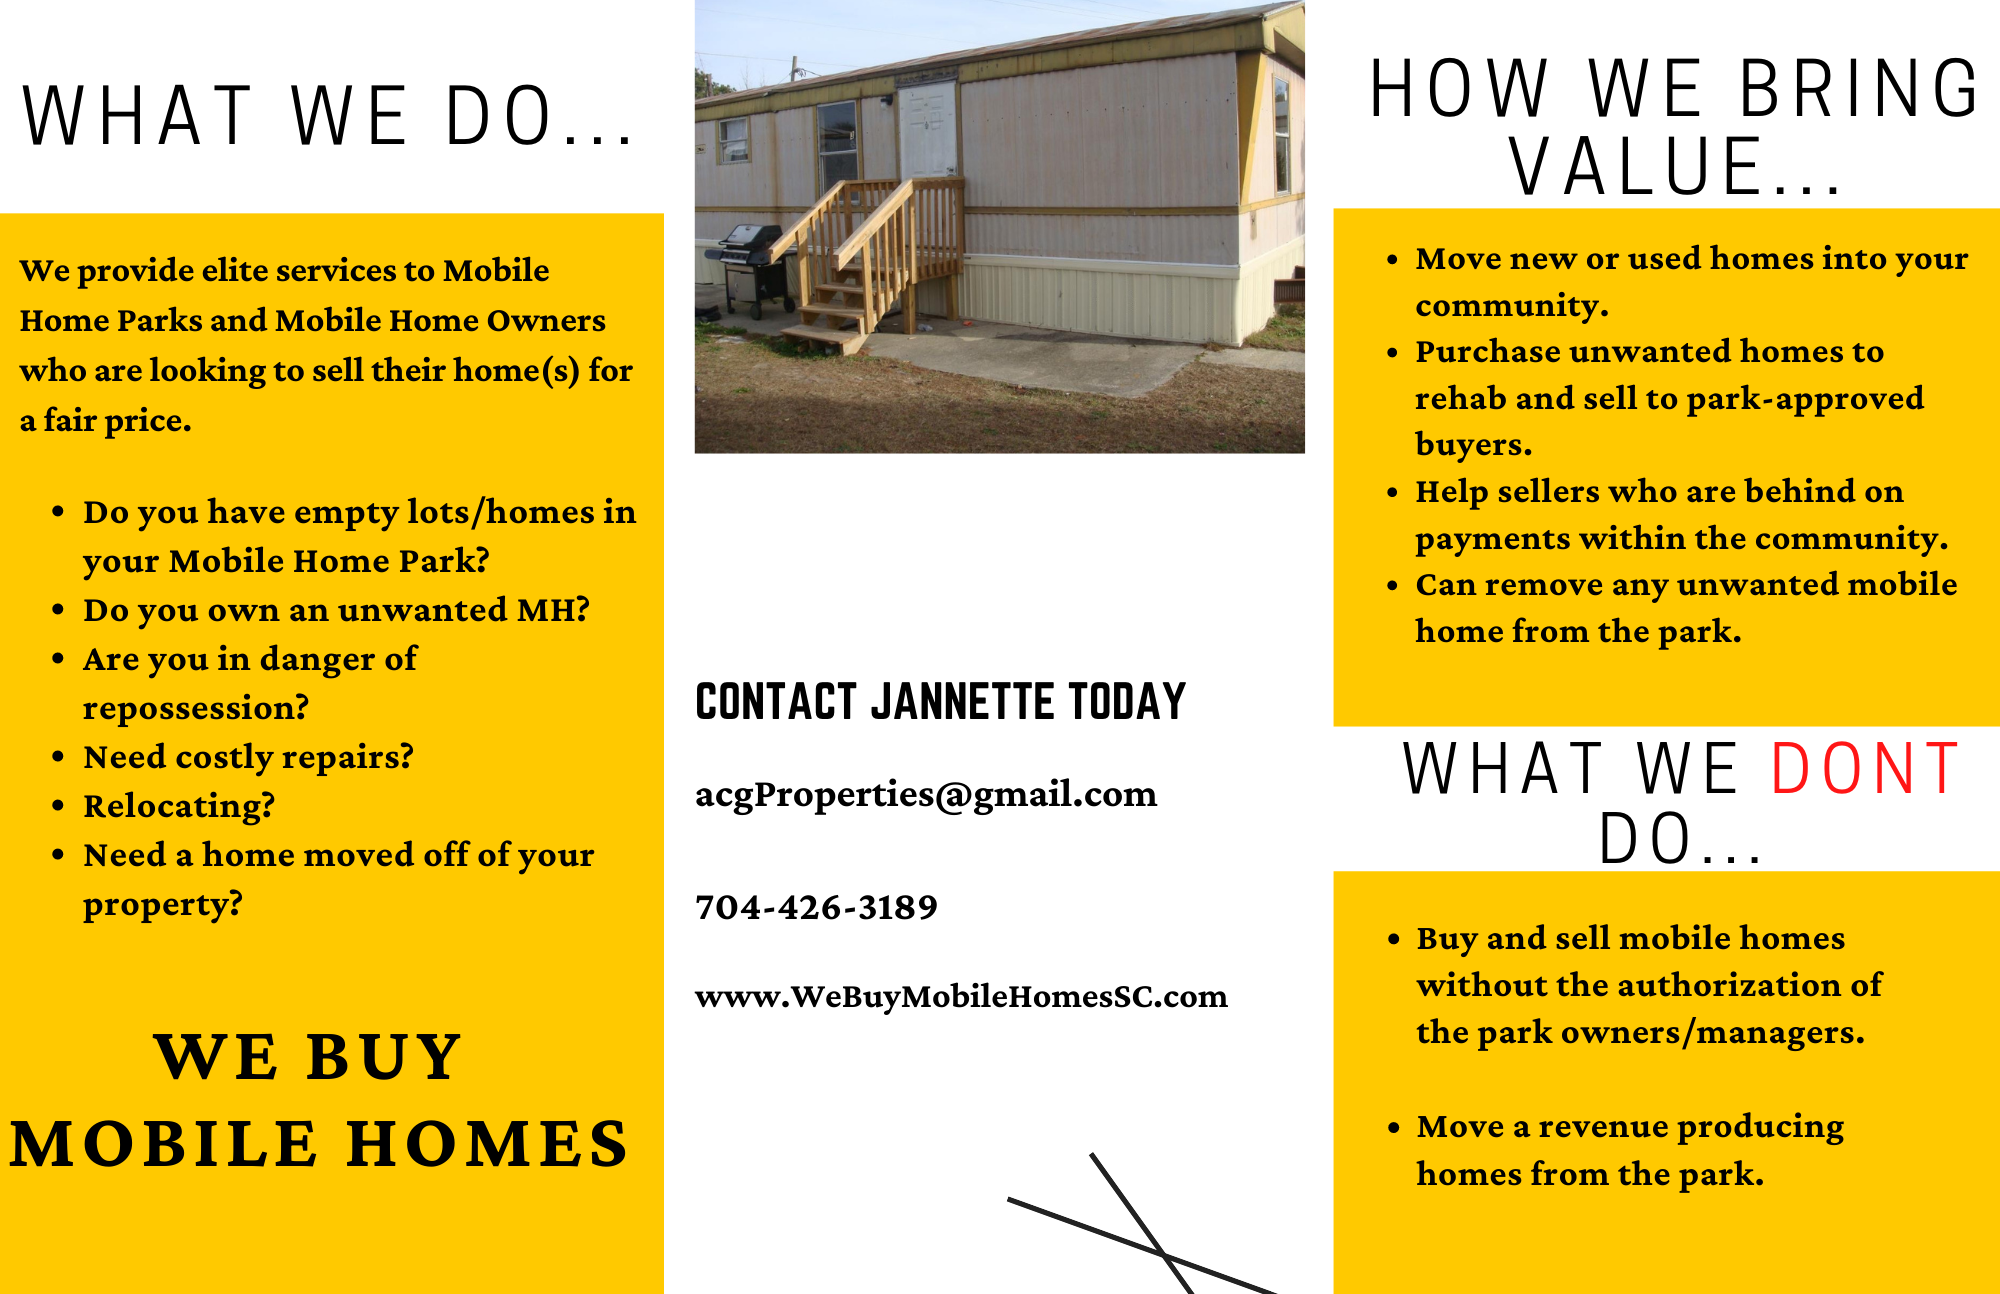 WHAT WE DO...
We provide elite services to Mobile
Home Parks and Mobile Home Owners
who are looking to sell their home(s) for
a fair price.
• Do you have empty lots/homes in
your Mobile Home Park?
• Do you own an unwanted MH?
• Are you in danger of
repossession?
• Need costly repairs?
• Relocating?
• Need a home moved off of your
property?
WE BUY
MOBILE HOMES
CONTACT JANNETTE TODAY
acgProperties@gmail.com
704-426-3189
www.WeBuyMobileHomesSC.com
HOW WE BRING
VALUE...
• Move new or used homes into your
community.
• Purchase unwanted homes to
rehab and sell to park-approved
buyers.
• Help sellers who are behind on
payments within the community.
• Can remove any unwanted mobile
home from the park.
WHAT WE DONT
DO...
• Buy and sell mobile homes
without the authorization of
the park owners/managers.
• Move a revenue producing
homes from the park.